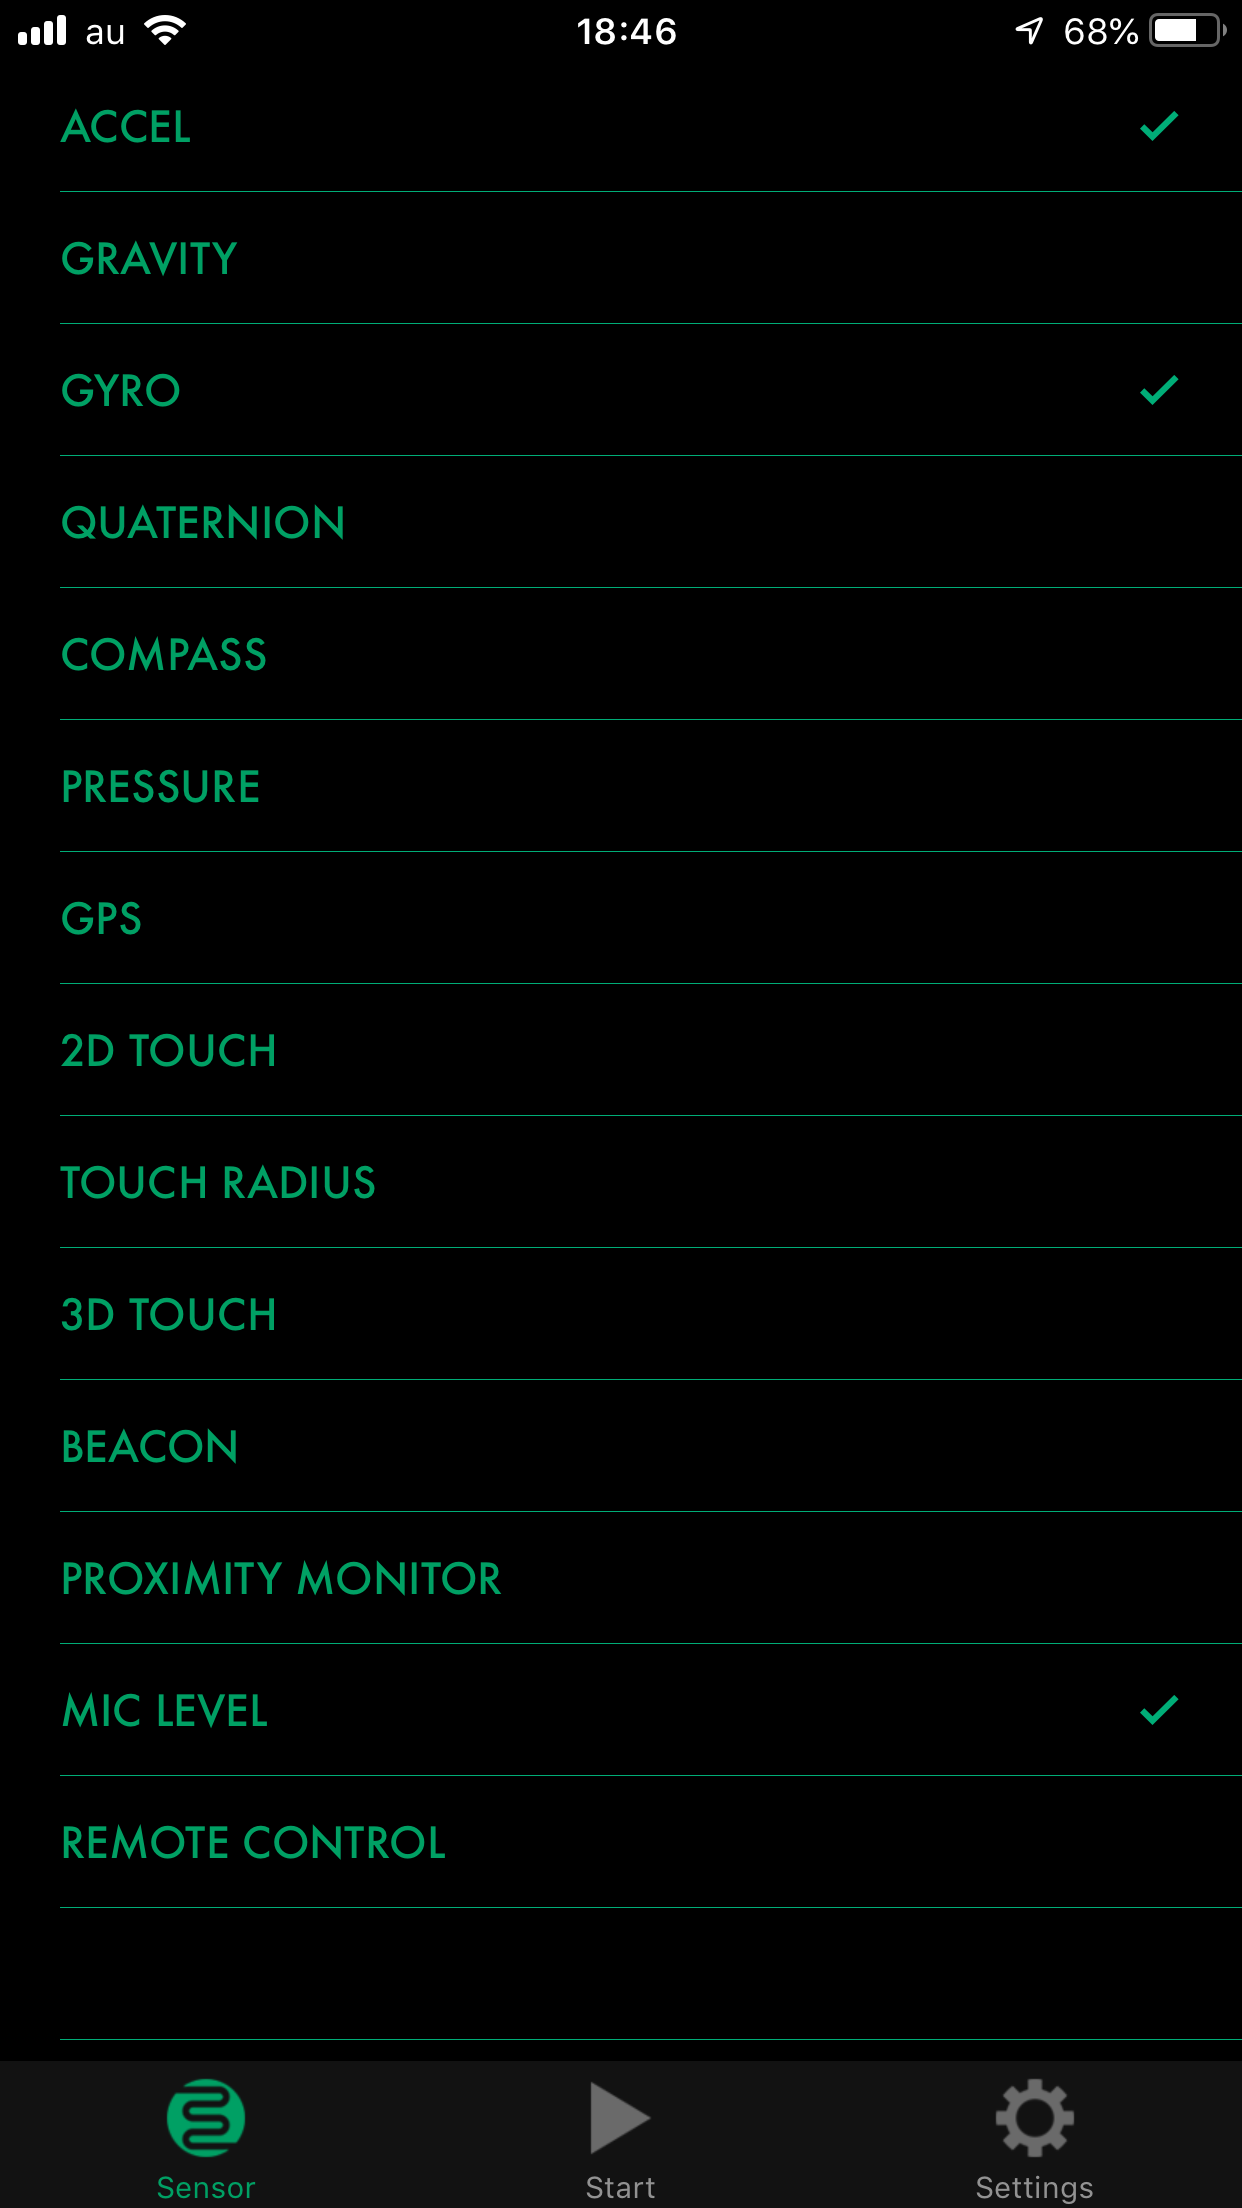 au 18:46 68%
ACCEL
GRAVITY
GYRO
QUATERNION
COMPASS
PRESSURE
GPS
2D TOUCH
TOUCH RADIUS
3D TOUCH
BEACON
PROXIMITY MONITOR
MIC LEVEL
REMOTE CONTROL
Sensor Start Settings